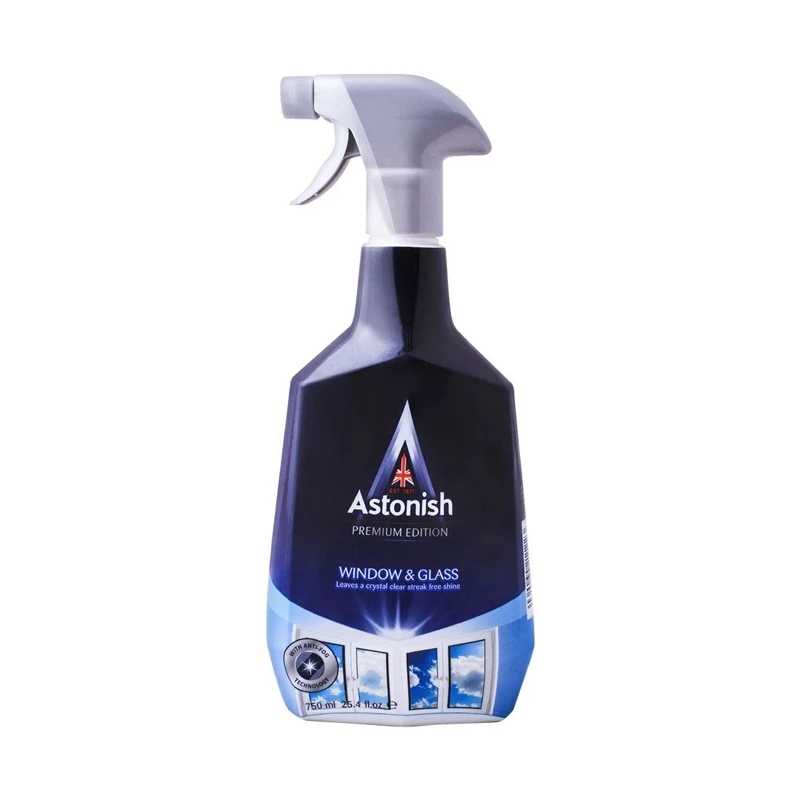 EST 1971
Astonish
PREMIUM EDITION
WINDOW & GLASS
Leaves a crystal clear streak free shine
WITH ANTI-FOG
TECHNOLOGY
750 ml 25.4 fl.oz ℮